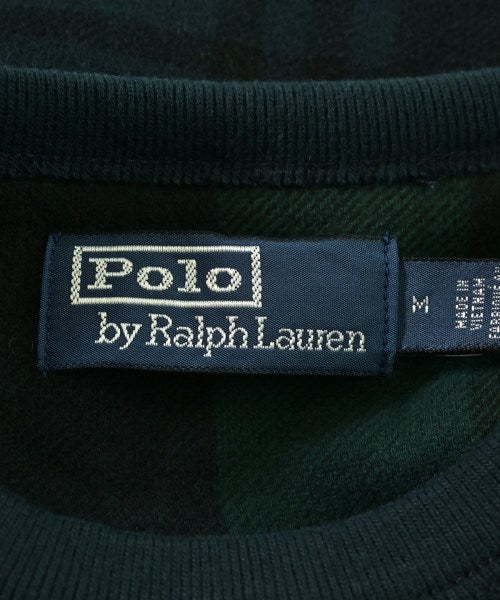 Polo
by Ralph Lauren
M
MADE IN
VIETNAM